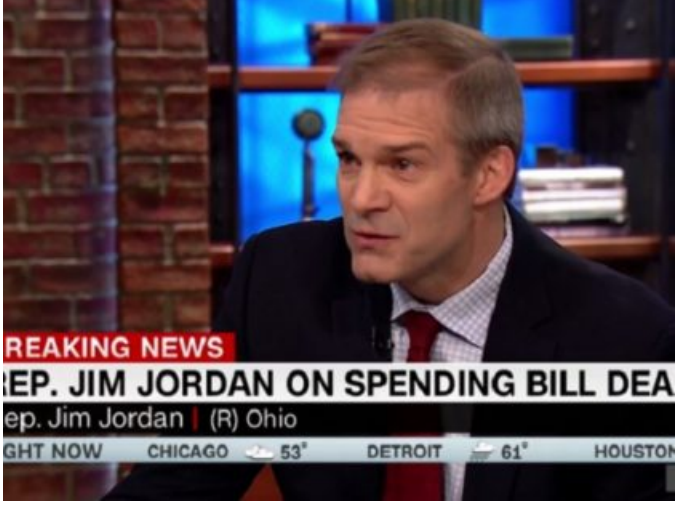 REAKING NEWS
EP. JIM JORDAN ON SPENDING BILL DEA
ep. Jim Jordan | (R) Ohio
GHT NOW CHICAGO 53° DETROIT 61° HOUSTON